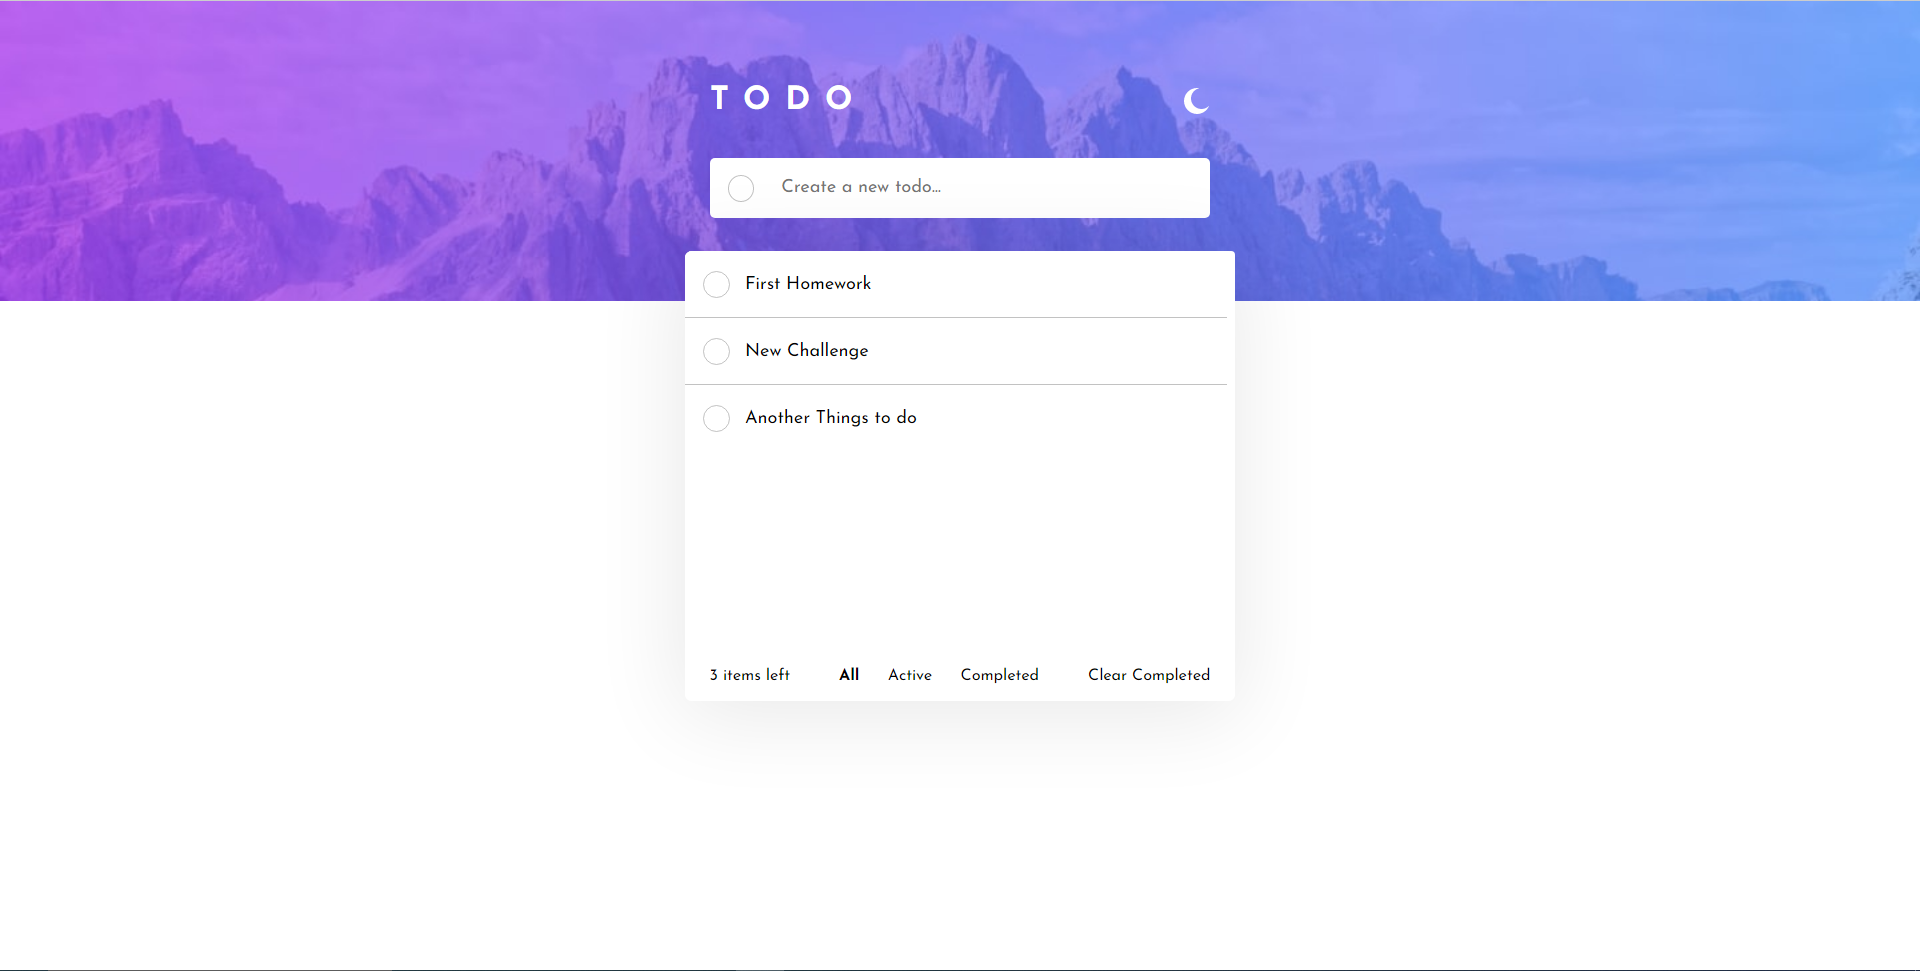 TODO
Create a new todo...
First Homework
New Challenge
Another Things to do
3 items left All Active Completed Clear Completed